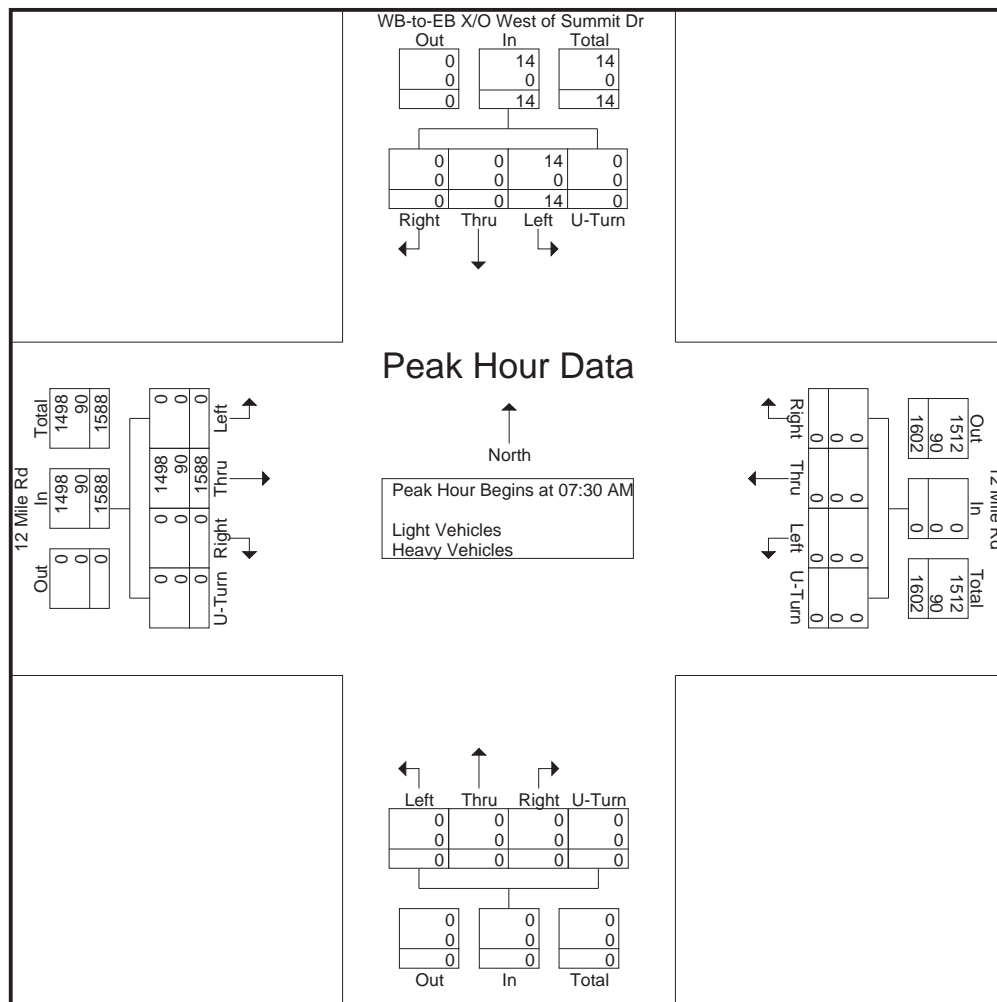 WB-to-EB X/O West of Summit Dr
Out In Total
0 14 14
0 0 0
0 14 14
0 0 14 0
0 0 0 0
0 0 14 0
Right Thru Left U-Turn
Peak Hour Data
North
Peak Hour Begins at 07:30 AM
Light Vehicles
Heavy Vehicles
12 Mile Rd
Total In Out
1498 1498 0
90 90 0
1588 1588 0
0 1498 0 0
0 90 0 0
0 1588 0 0
Left Thru Right U-Turn
12 Mile Rd
Out In Total
1512 0 1512
90 0 90
1602 0 1602
0 0 0 0
0 0 0 0
0 0 0 0
Right Thru Left U-Turn
Left Thru Right U-Turn
0 0 0 0
0 0 0 0
0 0 0 0
0 0 0
0 0 0
0 0 0
Out In Total